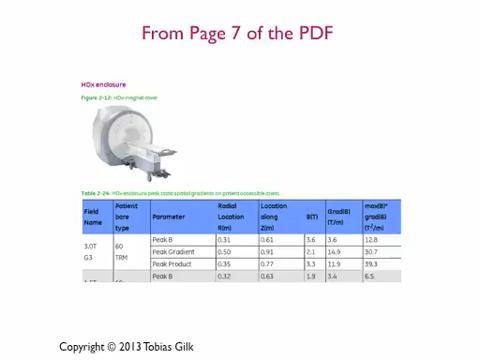 From Page 7 of the PDF
HDx enclosure
Figure 2-12: HDx magnet cover
Table 2-24: HDx enclosure peak static spatial gradients on patient accessible areas.
Field Name Patient bore type Parameter Radial Location R(m) Location along Z(m) B(T) Grad(B) (T/m) max(B)* grad(B) (T²/m)
3.0T G3 60 TRM Peak B 0.31 0.61 3.6 3.6 12.8
Peak Gradient 0.50 0.91 2.1 14.9 30.7
Peak Product 0.35 0.77 3.3 11.9 39.3
Peak B 0.32 0.63 1.9 3.4 6.5
Copyright © 2013 Tobias Gilk